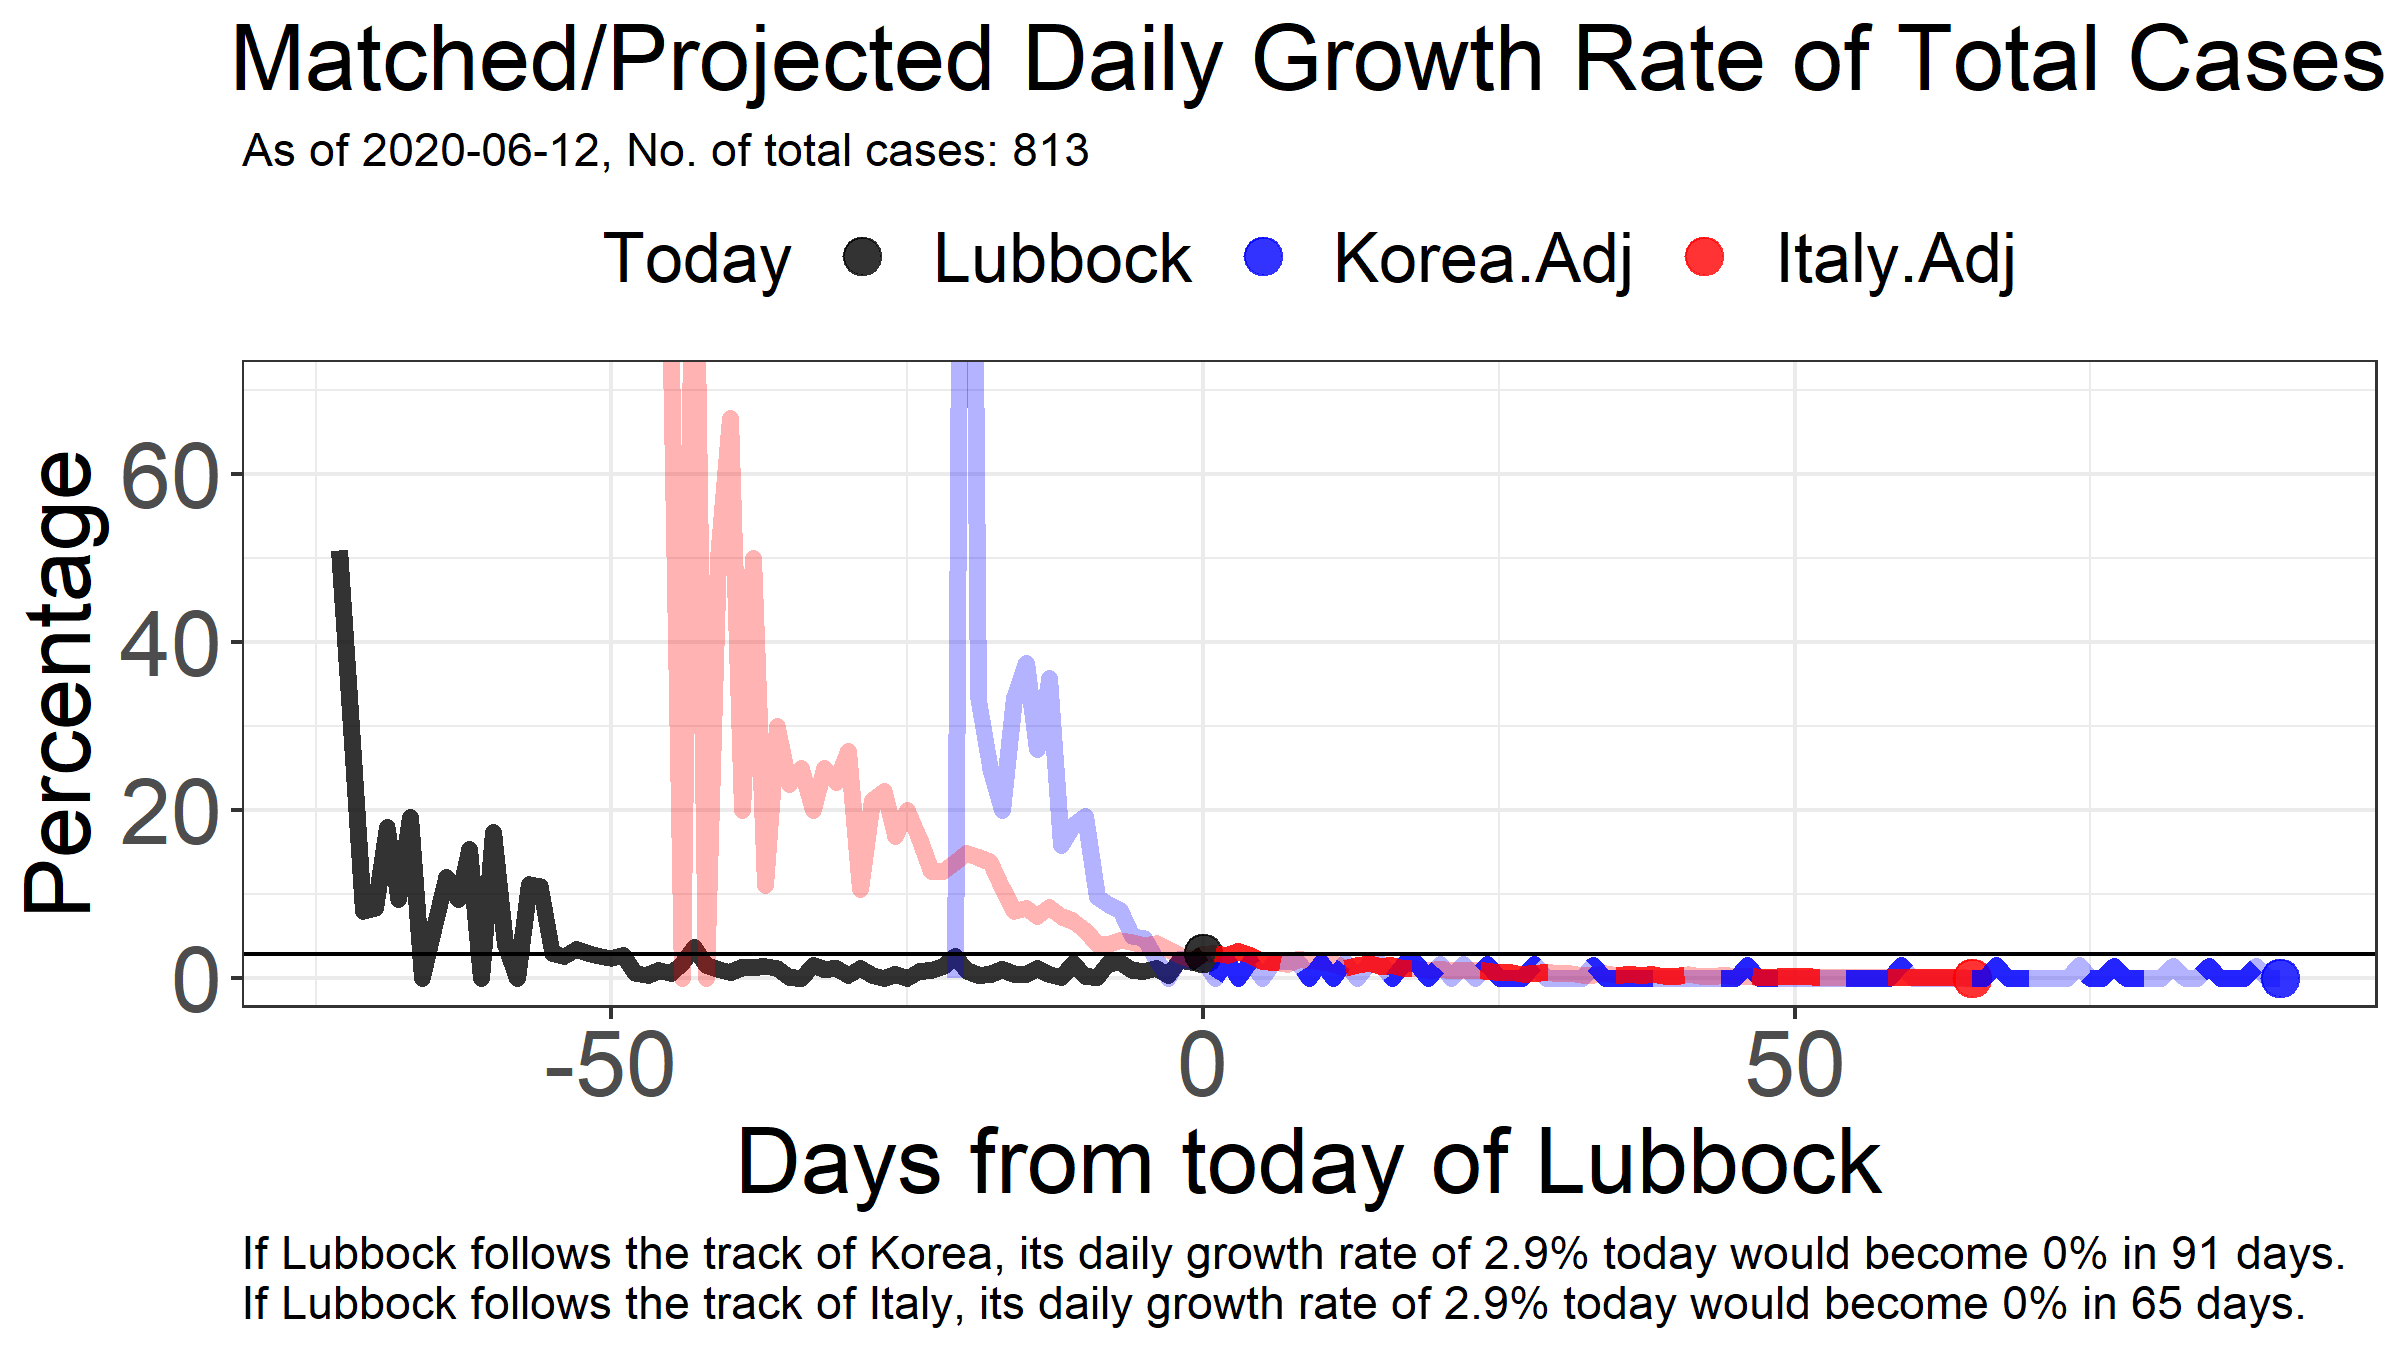 Matched/Projected Daily Growth Rate of Total Cases
As of 2020-06-12, No. of total cases: 813
Today Lubbock Korea.Adj Italy.Adj
Percentage
60
40
20
0
-50 0 50
Days from today of Lubbock
If Lubbock follows the track of Korea, its daily growth rate of 2.9% today would become 0% in 91 days.
If Lubbock follows the track of Italy, its daily growth rate of 2.9% today would become 0% in 65 days.